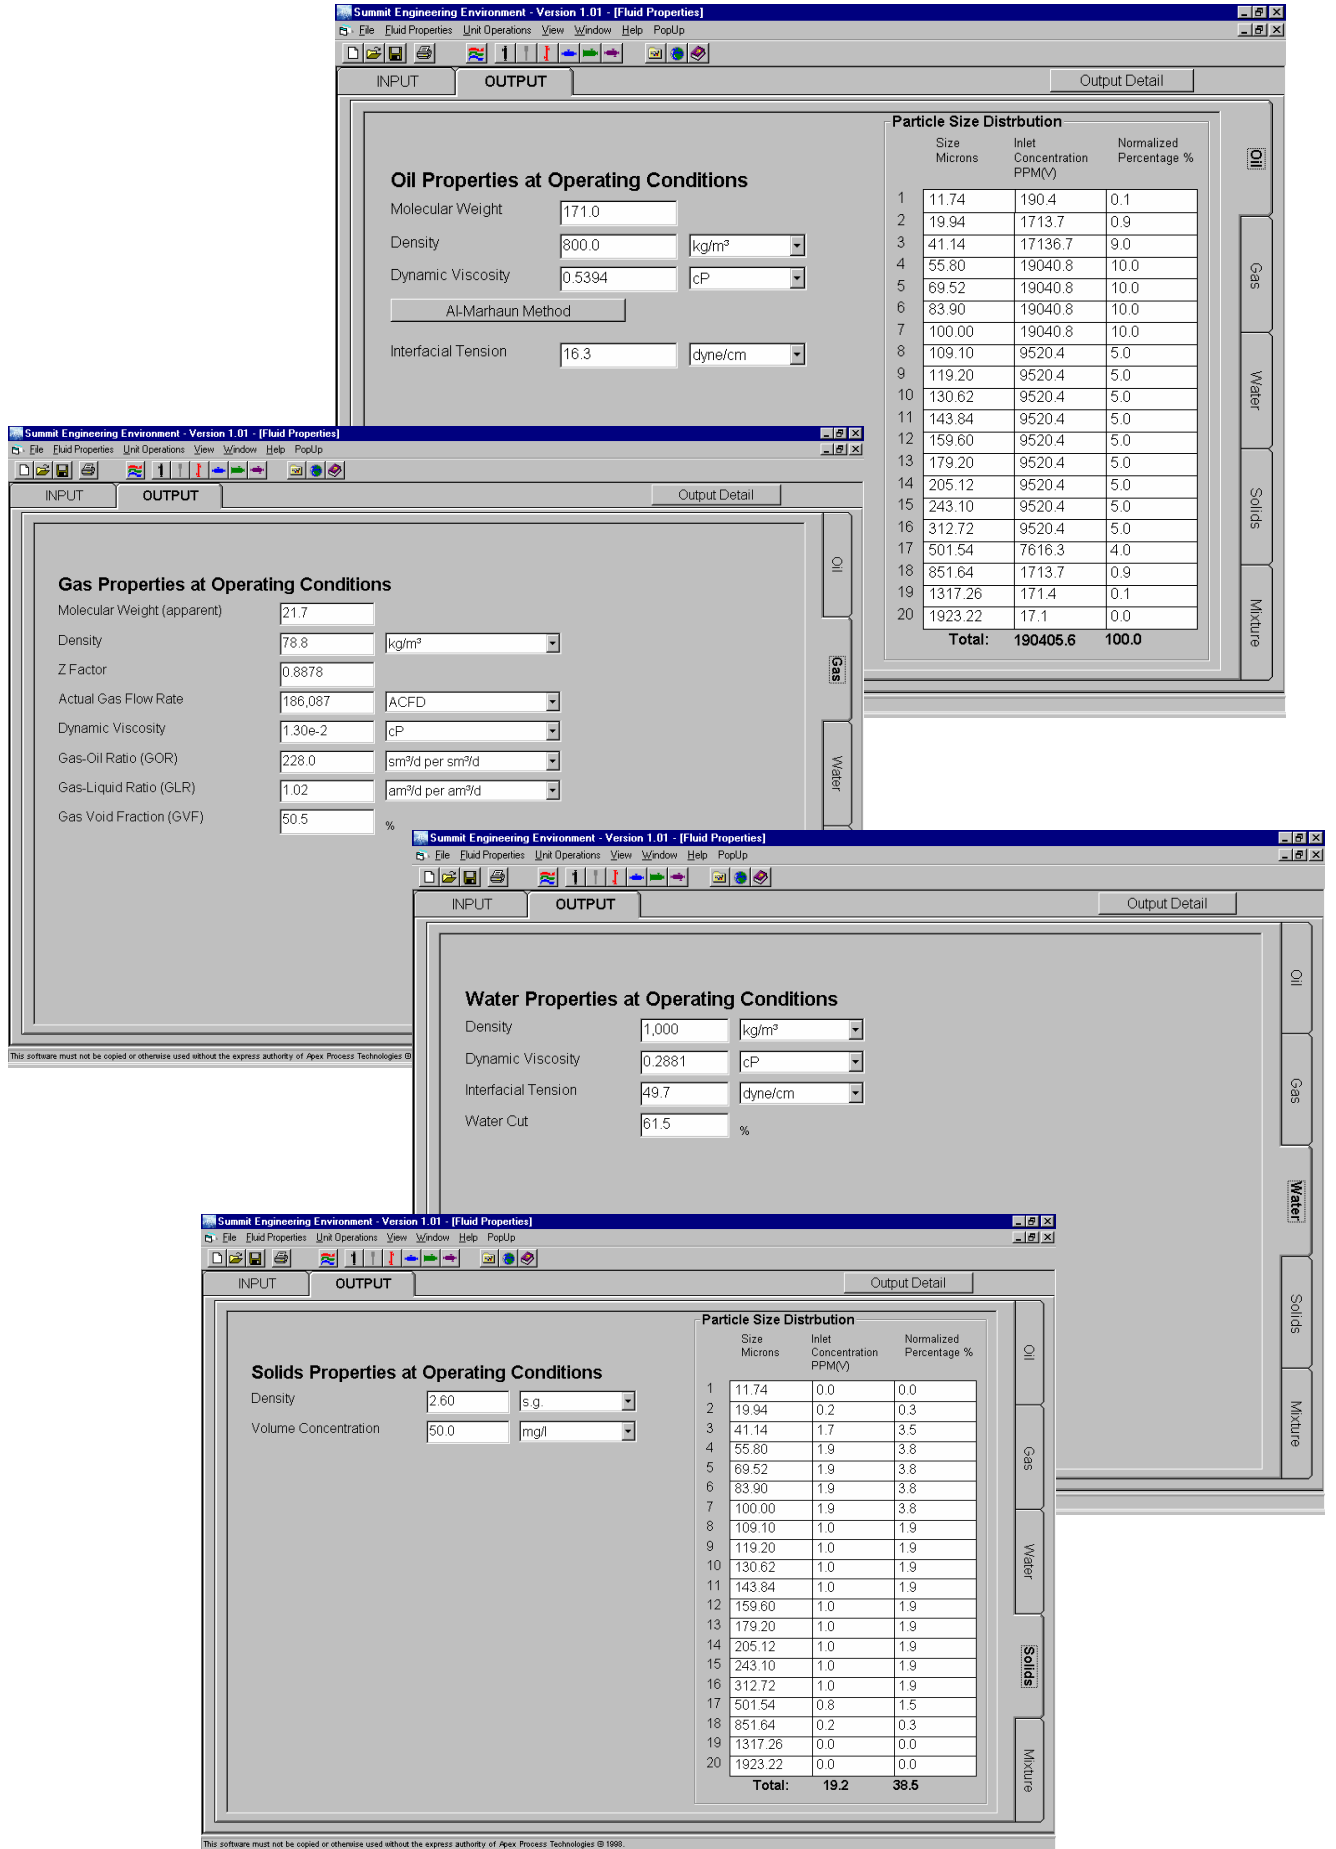 Summit Engineering Environment - Version 1.01 - [Fluid Properties]
File Fluid Properties Unit Operations View Window Help PopUp
INPUT OUTPUT Output Detail
Oil Properties at Operating Conditions
Molecular Weight 171.0
Density 800.0 kg/m³
Dynamic Viscosity 0.5394 cP
Al-Marhaun Method
Interfacial Tension 16.3 dyne/cm
Particle Size Distrbution
Size Microns Inlet Concentration PPM(V) Normalized Percentage %
1 11.74 190.4 0.1
2 19.94 1713.7 0.9
3 41.14 17136.7 9.0
4 55.80 19040.8 10.0
5 69.52 19040.8 10.0
6 83.90 19040.8 10.0
7 100.00 19040.8 10.0
8 109.10 9520.4 5.0
9 119.20 9520.4 5.0
10 130.62 9520.4 5.0
11 143.84 9520.4 5.0
12 159.60 9520.4 5.0
13 179.20 9520.4 5.0
14 205.12 9520.4 5.0
15 243.10 9520.4 5.0
16 312.72 9520.4 5.0
17 501.54 7616.3 4.0
18 851.64 1713.7 0.9
19 1317.26 171.4 0.1
20 1923.22 17.1 0.0
Total: 190405.6 100.0
Oil
Gas
Water
Solids
Mixture
Summit Engineering Environment - Version 1.01 - [Fluid Properties]
File Fluid Properties Unit Operations View Window Help PopUp
INPUT OUTPUT Output Detail
Gas Properties at Operating Conditions
Molecular Weight (apparent) 21.7
Density 78.8 kg/m³
Z Factor 0.8878
Actual Gas Flow Rate 186,087 ACFD
Dynamic Viscosity 1.30e-2 cP
Gas-Oil Ratio (GOR) 228.0 sm³/d per sm³/d
Gas-Liquid Ratio (GLR) 1.02 am³/d per am³/d
Gas Void Fraction (GVF) 50.5 %
Oil
Gas
Water
This software must not be copied or otherwise used without the express authority of Apex Process Technologies ©
Summit Engineering Environment - Version 1.01 - [Fluid Properties]
File Fluid Properties Unit Operations View Window Help PopUp
INPUT OUTPUT Output Detail
Water Properties at Operating Conditions
Density 1,000 kg/m³
Dynamic Viscosity 0.2881 cP
Interfacial Tension 49.7 dyne/cm
Water Cut 61.5 %
Oil
Gas
Water
Solids
Mixture
Summit Engineering Environment - Version 1.01 - [Fluid Properties]
File Fluid Properties Unit Operations View Window Help PopUp
INPUT OUTPUT Output Detail
Solids Properties at Operating Conditions
Density 2.60 s.g.
Volume Concentration 50.0 mg/l
Particle Size Distrbution
Size Microns Inlet Concentration PPM(V) Normalized Percentage %
1 11.74 0.0 0.0
2 19.94 0.2 0.3
3 41.14 1.7 3.5
4 55.80 1.9 3.8
5 69.52 1.9 3.8
6 83.90 1.9 3.8
7 100.00 1.9 3.8
8 109.10 1.0 1.9
9 119.20 1.0 1.9
10 130.62 1.0 1.9
11 143.84 1.0 1.9
12 159.60 1.0 1.9
13 179.20 1.0 1.9
14 205.12 1.0 1.9
15 243.10 1.0 1.9
16 312.72 1.0 1.9
17 501.54 0.8 1.5
18 851.64 0.2 0.3
19 1317.26 0.0 0.0
20 1923.22 0.0 0.0
Total: 19.2 38.5
Oil
Gas
Water
Solids
Mixture
This software must not be copied or otherwise used without the express authority of Apex Process Technologies © 1998.